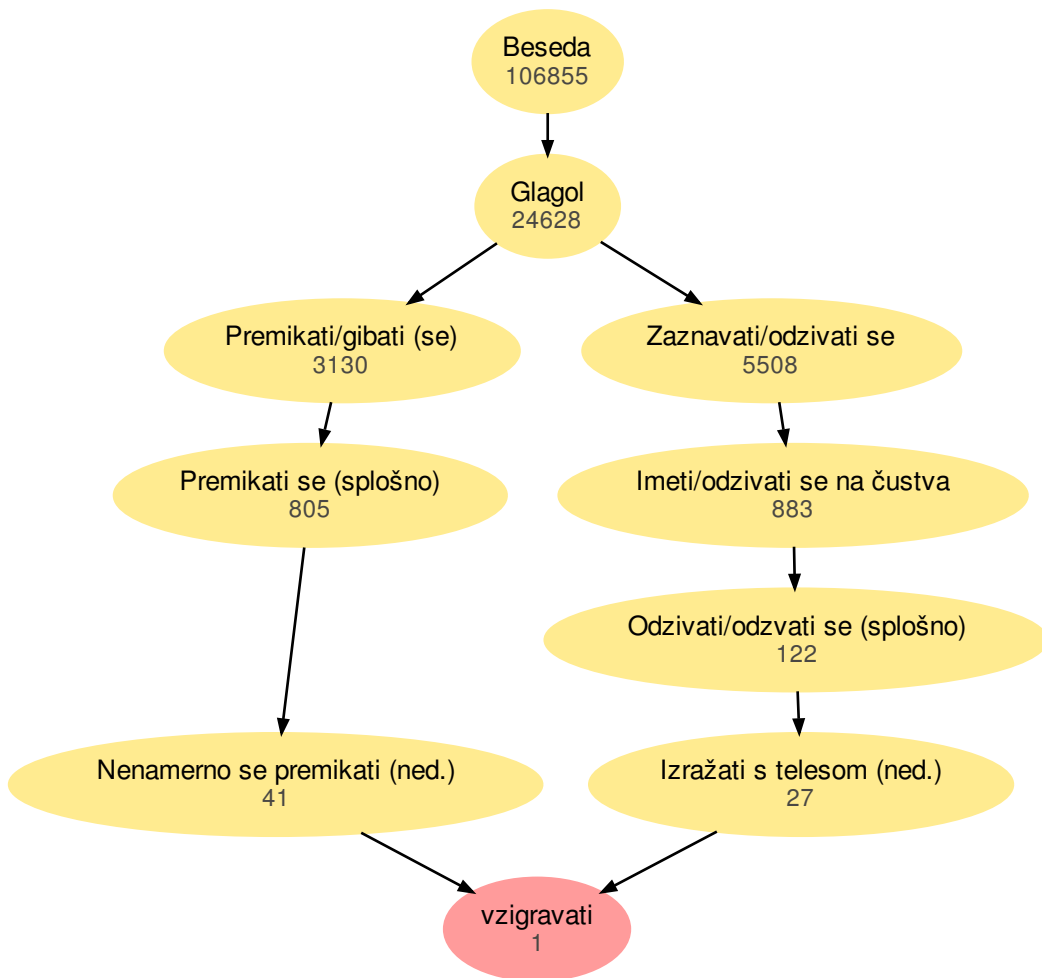 Beseda
106855
Glagol
24628
Premikati/gibati (se)
3130
Zaznavati/odzivati se
5508
Premikati se (splošno)
805
Imeti/odzivati se na čustva
883
Odzivati/odzvati se (splošno)
122
Nenamerno se premikati (ned.)
41
Izražati s telesom (ned.)
27
vzigravati
1